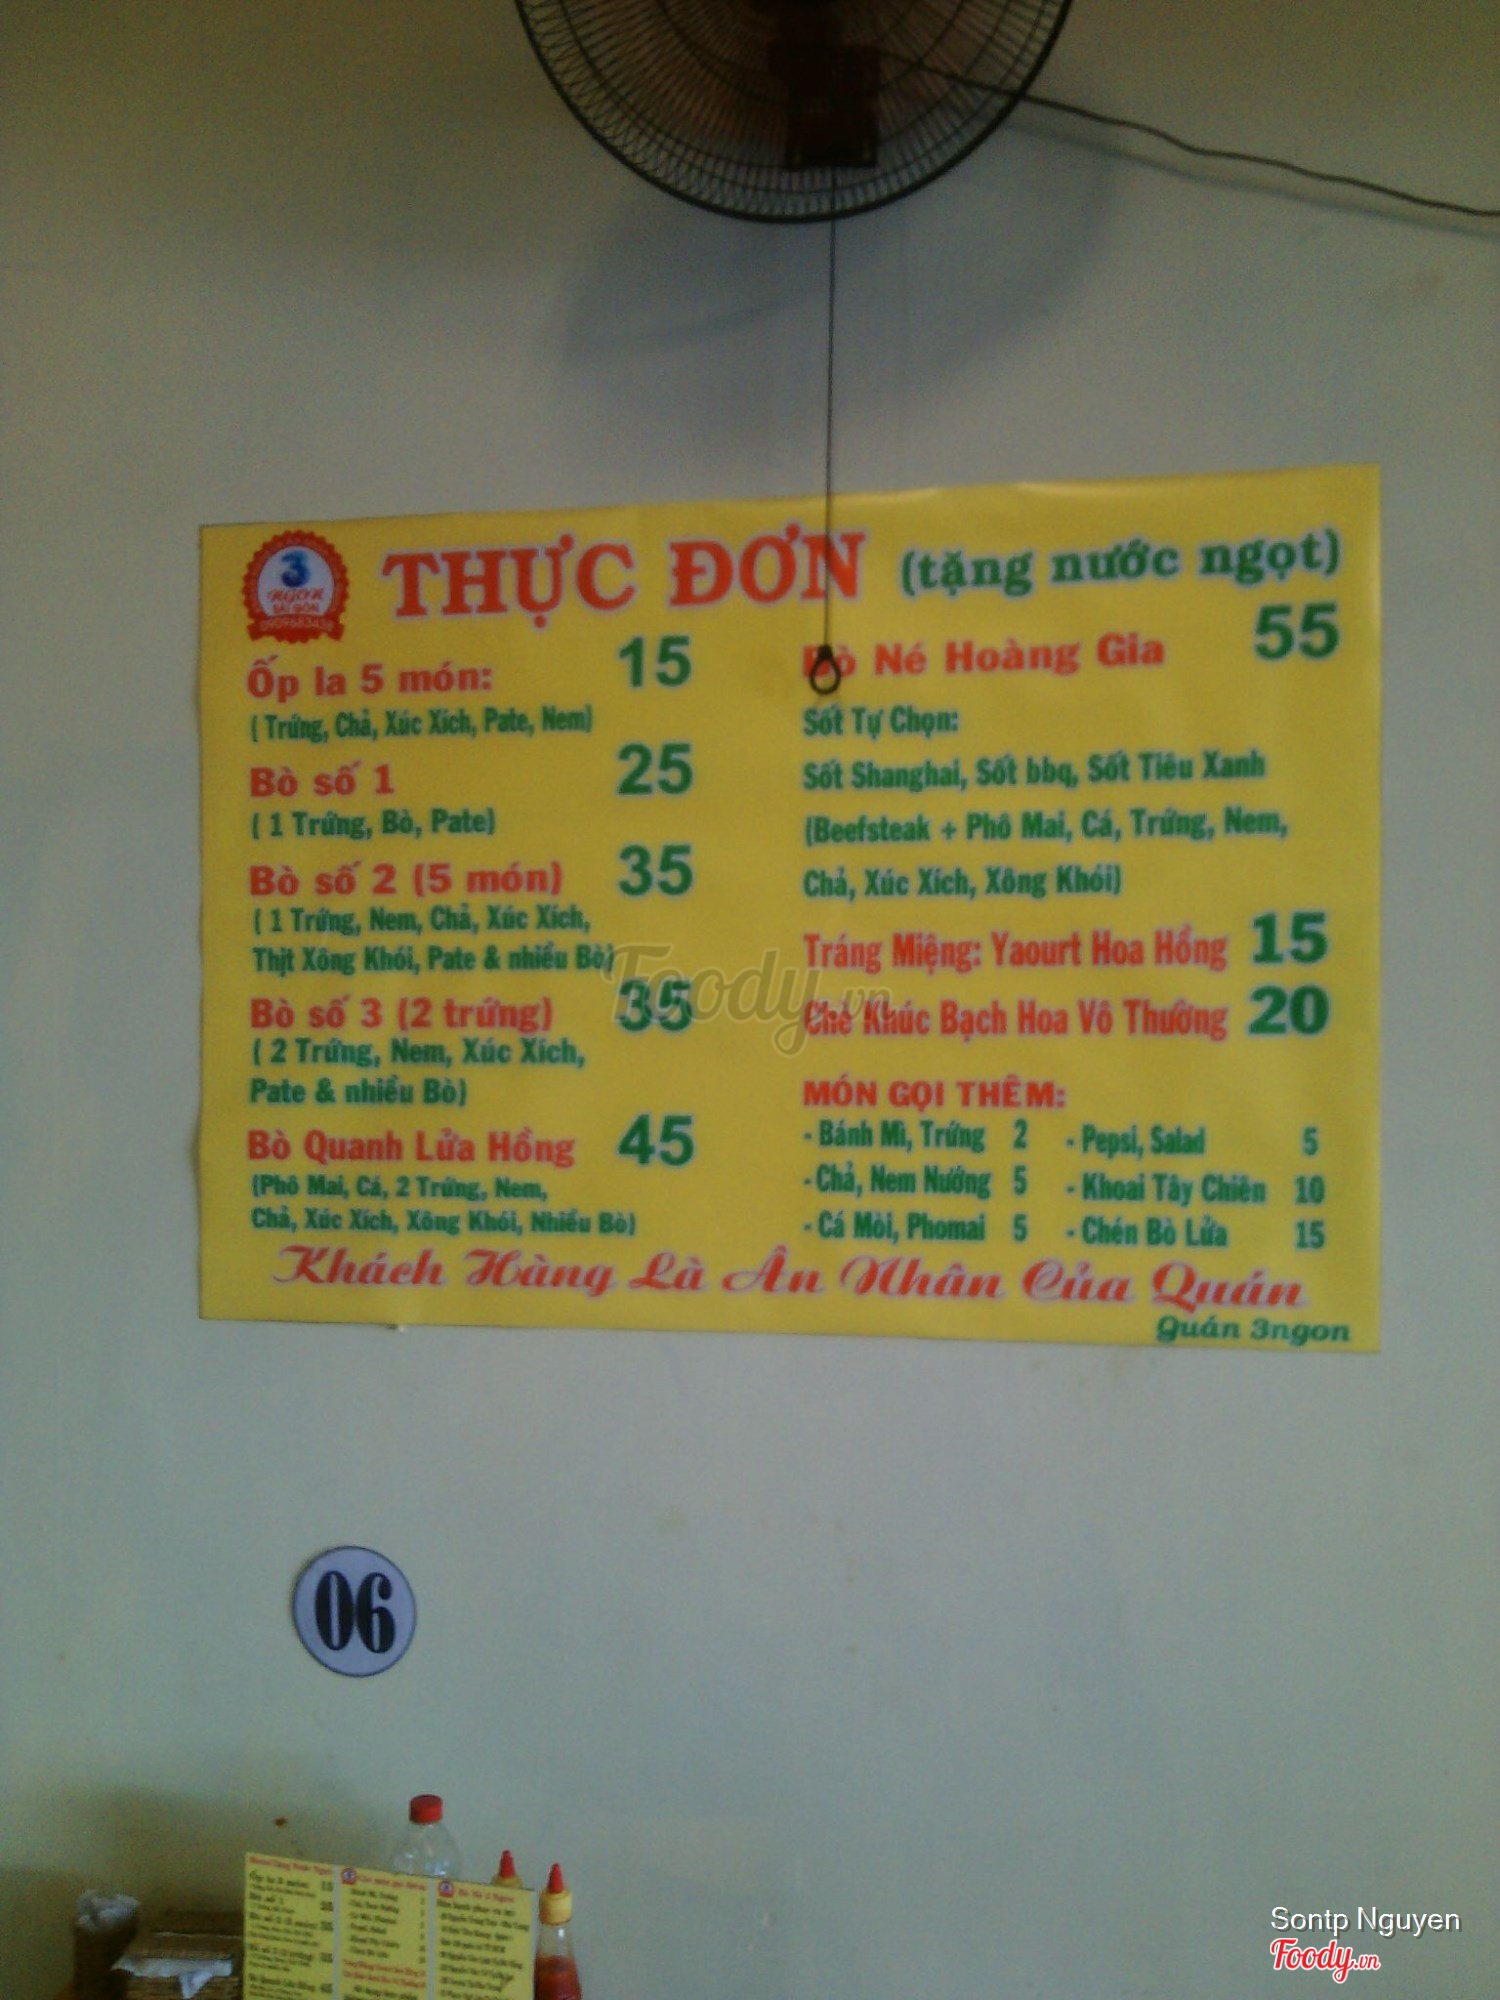 3
NGON
SÀI GÒN
0909683438
THỰC ĐƠN (tặng nước ngọt)
Ốp la 5 món: 15
( Trứng, Chả, Xúc Xích, Pate, Nem)
Bò số 1 25
( 1 Trứng, Bò, Pate)
Bò số 2 (5 món) 35
( 1 Trứng, Nem, Chả, Xúc Xích,
Thịt Xông Khói, Pate & nhiều Bò)
Bò số 3 (2 trứng) 35
( 2 Trứng, Nem, Xúc Xích,
Pate & nhiều Bò)
Bò Quanh Lửa Hồng 45
(Phô Mai, Cá, 2 Trứng, Nem,
Chả, Xúc Xích, Xông Khói, Nhiều Bò)
Bò Né Hoàng Gia 55
Sốt Tự Chọn:
Sốt Shanghai, Sốt bbq, Sốt Tiêu Xanh
(Beefsteak + Phô Mai, Cá, Trứng, Nem,
Chả, Xúc Xích, Xông Khói)
Tráng Miệng: Yaourt Hoa Hồng 15
Chè Khúc Bạch Hoa Vô Thường 20
MÓN GỌI THÊM:
- Bánh Mì, Trứng 2
- Chả, Nem Nướng 5
- Cá Mòi, Phomai 5
- Pepsi, Salad 5
- Khoai Tây Chiên 10
- Chén Bò Lửa 15
Khách Hàng Là Ân Nhân Của Quán
Quán 3ngon
Foody.vn
06
Sontp Nguyen
Foody.vn